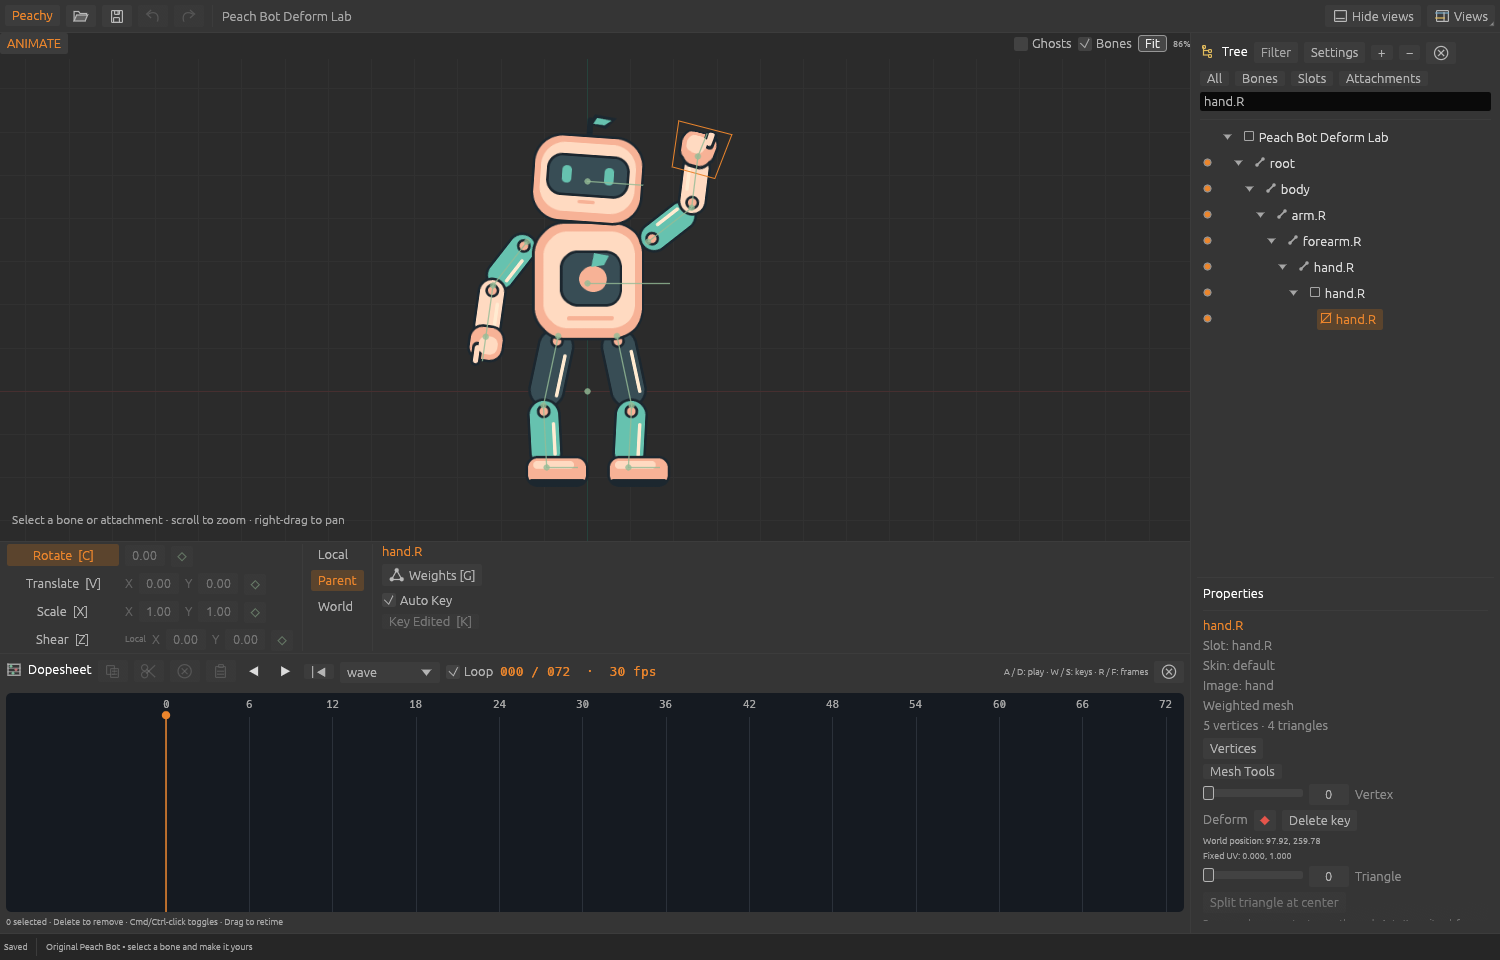 Peachy
Peach Bot Deform Lab
Hide views
Views
ANIMATE
Ghosts
Bones
Fit
86%
Tree
Filter
Settings
+
−
All
Bones
Slots
Attachments
hand.R
Peach Bot Deform Lab
root
body
arm.R
forearm.R
hand.R
hand.R
hand.R
Select a bone or attachment · scroll to zoom · right-drag to pan
Rotate [C] 0.00
Translate [V] X 0.00 Y 0.00
Scale [X] X 1.00 Y 1.00
Shear [Z] Local X 0.00 Y 0.00
Local
Parent
World
hand.R
Weights [G]
Auto Key
Key Edited [K]
Properties
hand.R
Slot: hand.R
Skin: default
Image: hand
Weighted mesh
5 vertices · 4 triangles
Vertices
Mesh Tools
0 Vertex
Deform Delete key
World position: 97.92, 259.78
Fixed UV: 0.000, 1.000
0 Triangle
Split triangle at center
Dopesheet
wave
Loop 000 / 072 · 30 fps
A / D: play · W / S: keys · R / F: frames
0 6 12 18 24 30 36 42 48 54 60 66 72
0 selected · Delete to remove · Cmd/Ctrl-click toggles · Drag to retime
Saved
Original Peach Bot • select a bone and make it yours